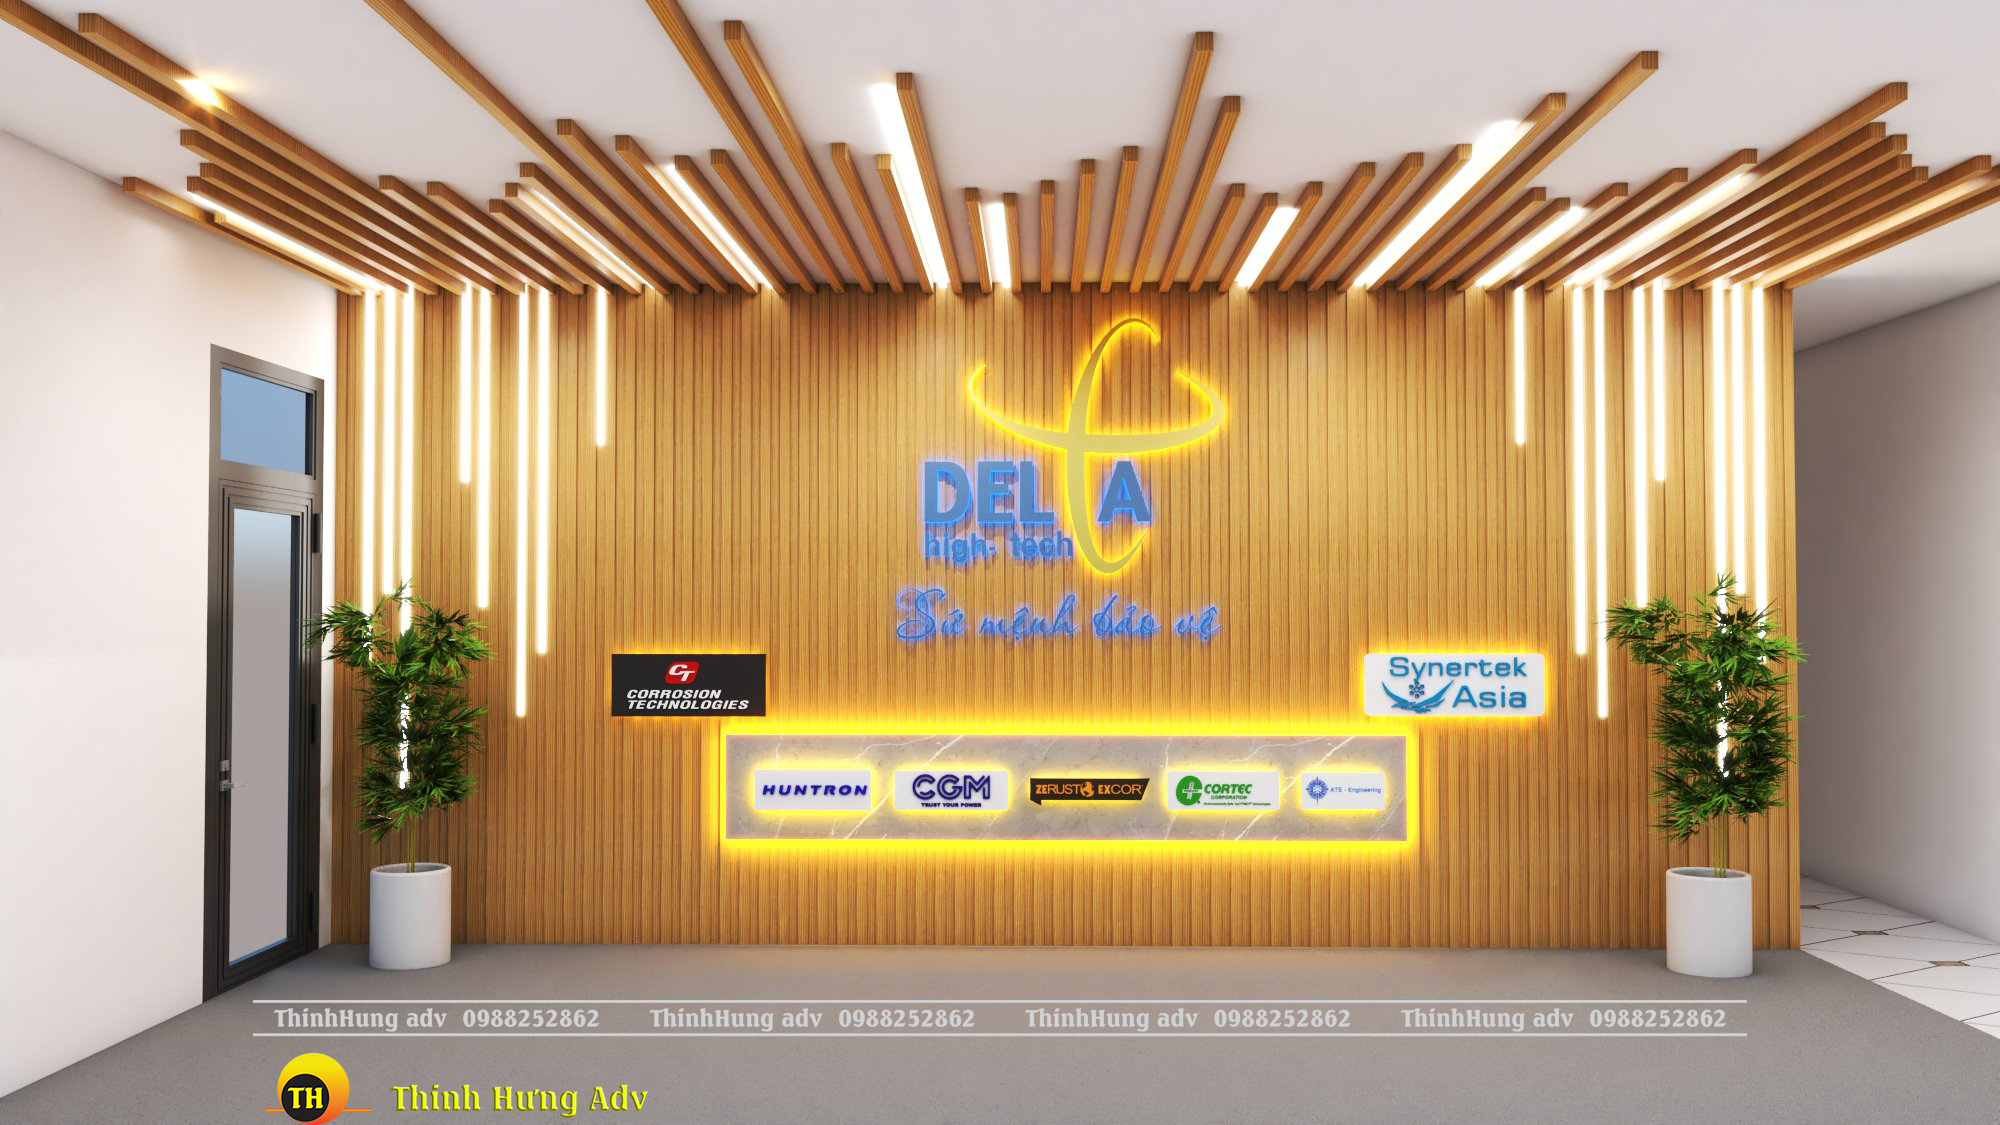 DELTA
high- tech
Sứ mệnh bảo vệ
CT
CORROSION
TECHNOLOGIES
Synertek
Asia
HUNTRON
CGM
TRUST YOUR POWER
ZERUST EXCOR
CORTEC
CORPORATION
ATE - Engineering
ThinhHung adv 0988252862 ThinhHung adv 0988252862 ThinhHung adv 0988252862 ThinhHung adv 0988252862
TH Thinh Hưng Adv